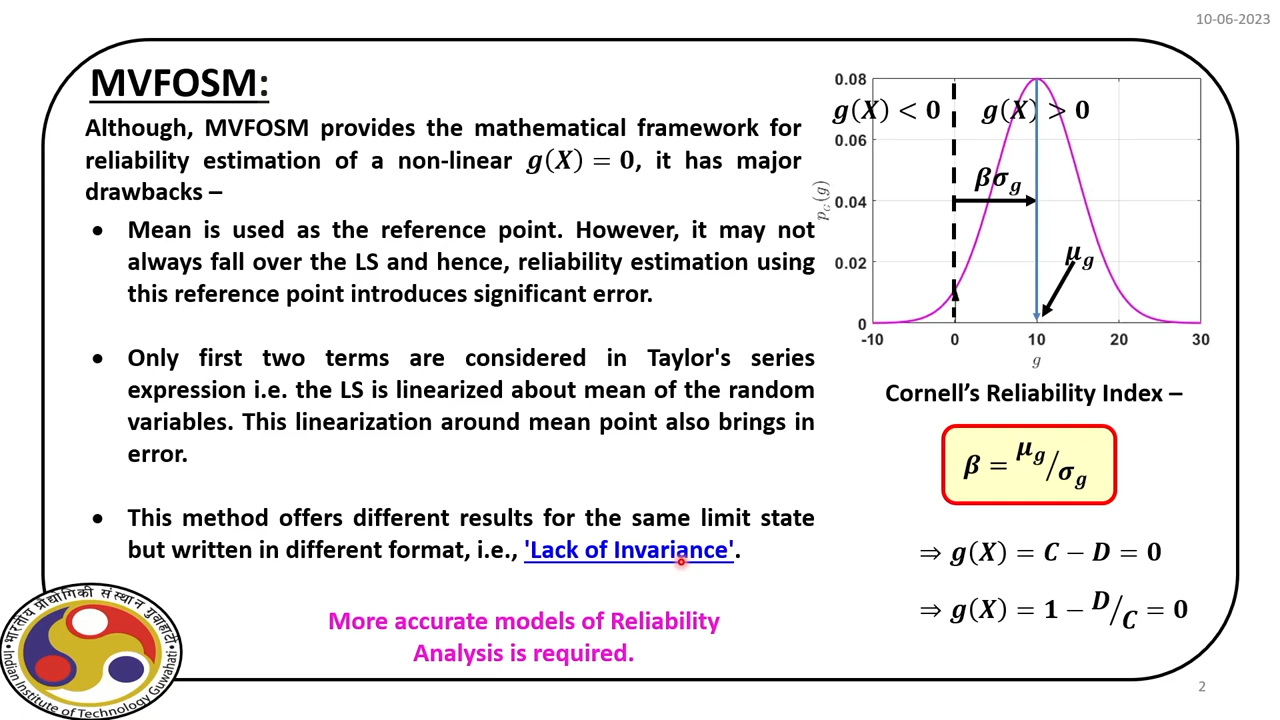 10-06-2023
MVFOSM:
Although, MVFOSM provides the mathematical framework for
reliability estimation of a non-linear g(X) = 0, it has major
drawbacks –
• Mean is used as the reference point. However, it may not
always fall over the LS and hence, reliability estimation using
this reference point introduces significant error.
• Only first two terms are considered in Taylor's series
expression i.e. the LS is linearized about mean of the random
variables. This linearization around mean point also brings in
error.
• This method offers different results for the same limit state
but written in different format, i.e., 'Lack of Invariance'.
More accurate models of Reliability
Analysis is required.
0.08
g(X) < 0 g(X) > 0
0.06
βσg
0.04
pG(g)
μg
0.02
0
-10 0 10 20 30
g
Cornell’s Reliability Index –
β = μg/σg
⇒ g(X) = C − D = 0
⇒ g(X) = 1 − D/C = 0
भारतीय प्रौद्योगिकी संस्थान गुवाहाटी
Indian Institute of Technology Guwahati
2